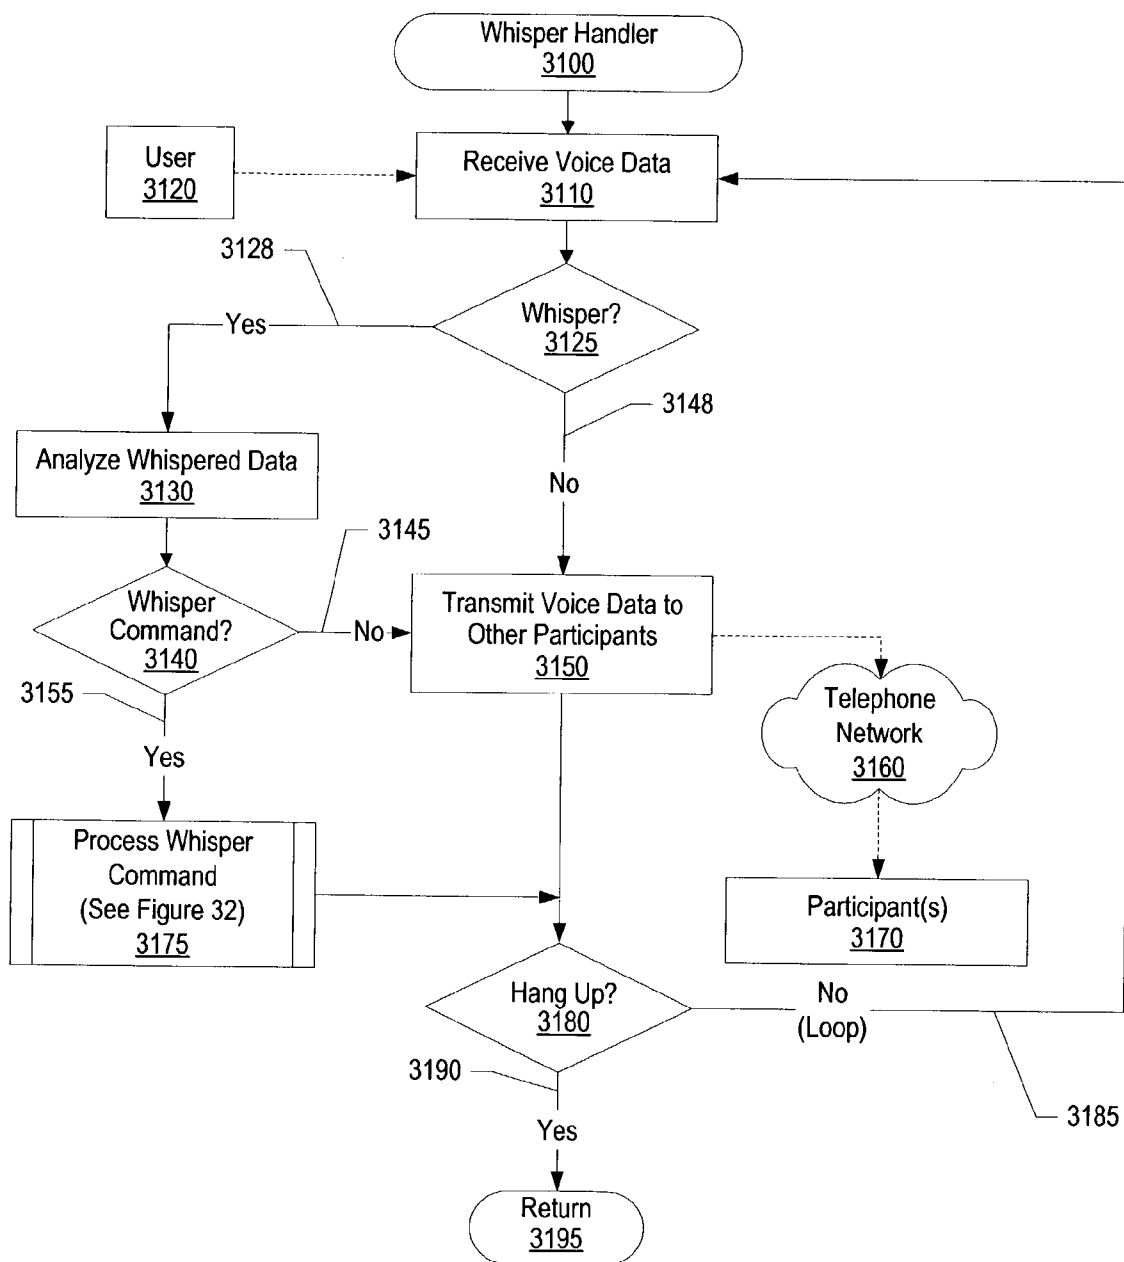 Whisper Handler
3100
User
3120
Receive Voice Data
3110
3128
Yes
Whisper?
3125
3148
Analyze Whispered Data
3130
No
3145
Whisper
Command?
3140
No
Transmit Voice Data to
Other Participants
3150
3155
Telephone
Network
3160
Yes
Process Whisper
Command
(See Figure 32)
3175
Participant(s)
3170
Hang Up?
3180
No
(Loop)
3190
3185
Yes
Return
3195